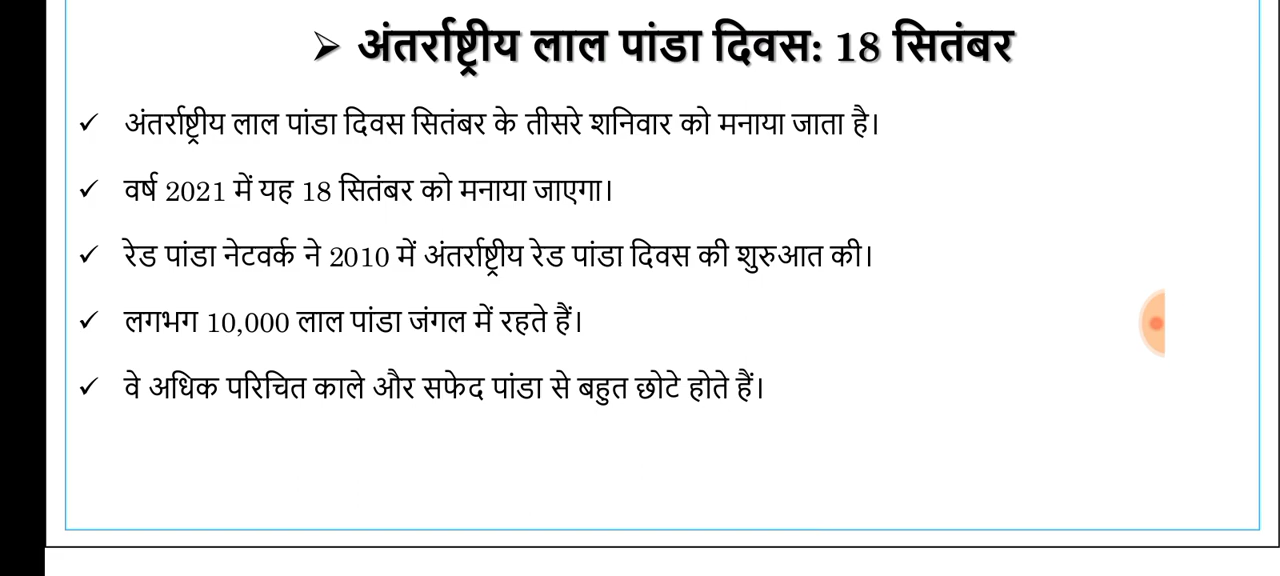 ➢ अंतर्राष्ट्रीय लाल पांडा दिवस: 18 सितंबर
✓ अंतर्राष्ट्रीय लाल पांडा दिवस सितंबर के तीसरे शनिवार को मनाया जाता है।
✓ वर्ष 2021 में यह 18 सितंबर को मनाया जाएगा।
✓ रेड पांडा नेटवर्क ने 2010 में अंतर्राष्ट्रीय रेड पांडा दिवस की शुरुआत की।
✓ लगभग 10,000 लाल पांडा जंगल में रहते हैं।
✓ वे अधिक परिचित काले और सफेद पांडा से बहुत छोटे होते हैं।